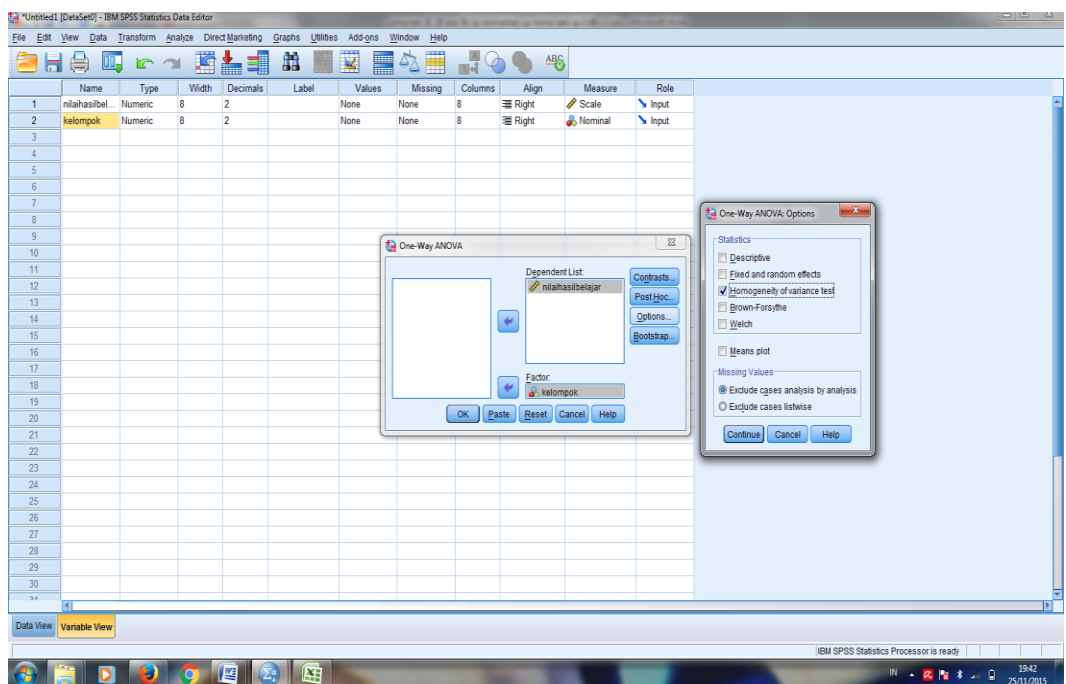 *Untitled1 [DataSet0] - IBM SPSS Statistics Data Editor
File Edit View Data Transform Analyze Direct Marketing Graphs Utilities Add-ons Window Help
Name Type Width Decimals Label Values Missing Columns Align Measure Role
1 nilaihasilbel... Numeric 8 2 None None 8 Right Scale Input
2 kelompok Numeric 8 2 None None 8 Right Nominal Input
3
4
5
6
7
8
9
10
11
12
13
14
15
16
17
18
19
20
21
22
23
24
25
26
27
28
29
30
31
One-Way ANOVA
Dependent List:
nilaihasilbelajar
Factor:
kelompok
Contrasts...
Post Hoc...
Options...
Bootstrap...
OK Paste Reset Cancel Help
One-Way ANOVA: Options
Statistics
Descriptive
Fixed and random effects
Homogeneity of variance test
Brown-Forsythe
Welch
Means plot
Missing Values
Exclude cases analysis by analysis
Exclude cases listwise
Continue Cancel Help
Data View Variable View
IBM SPSS Statistics Processor is ready
IN 19:42
25/11/2015